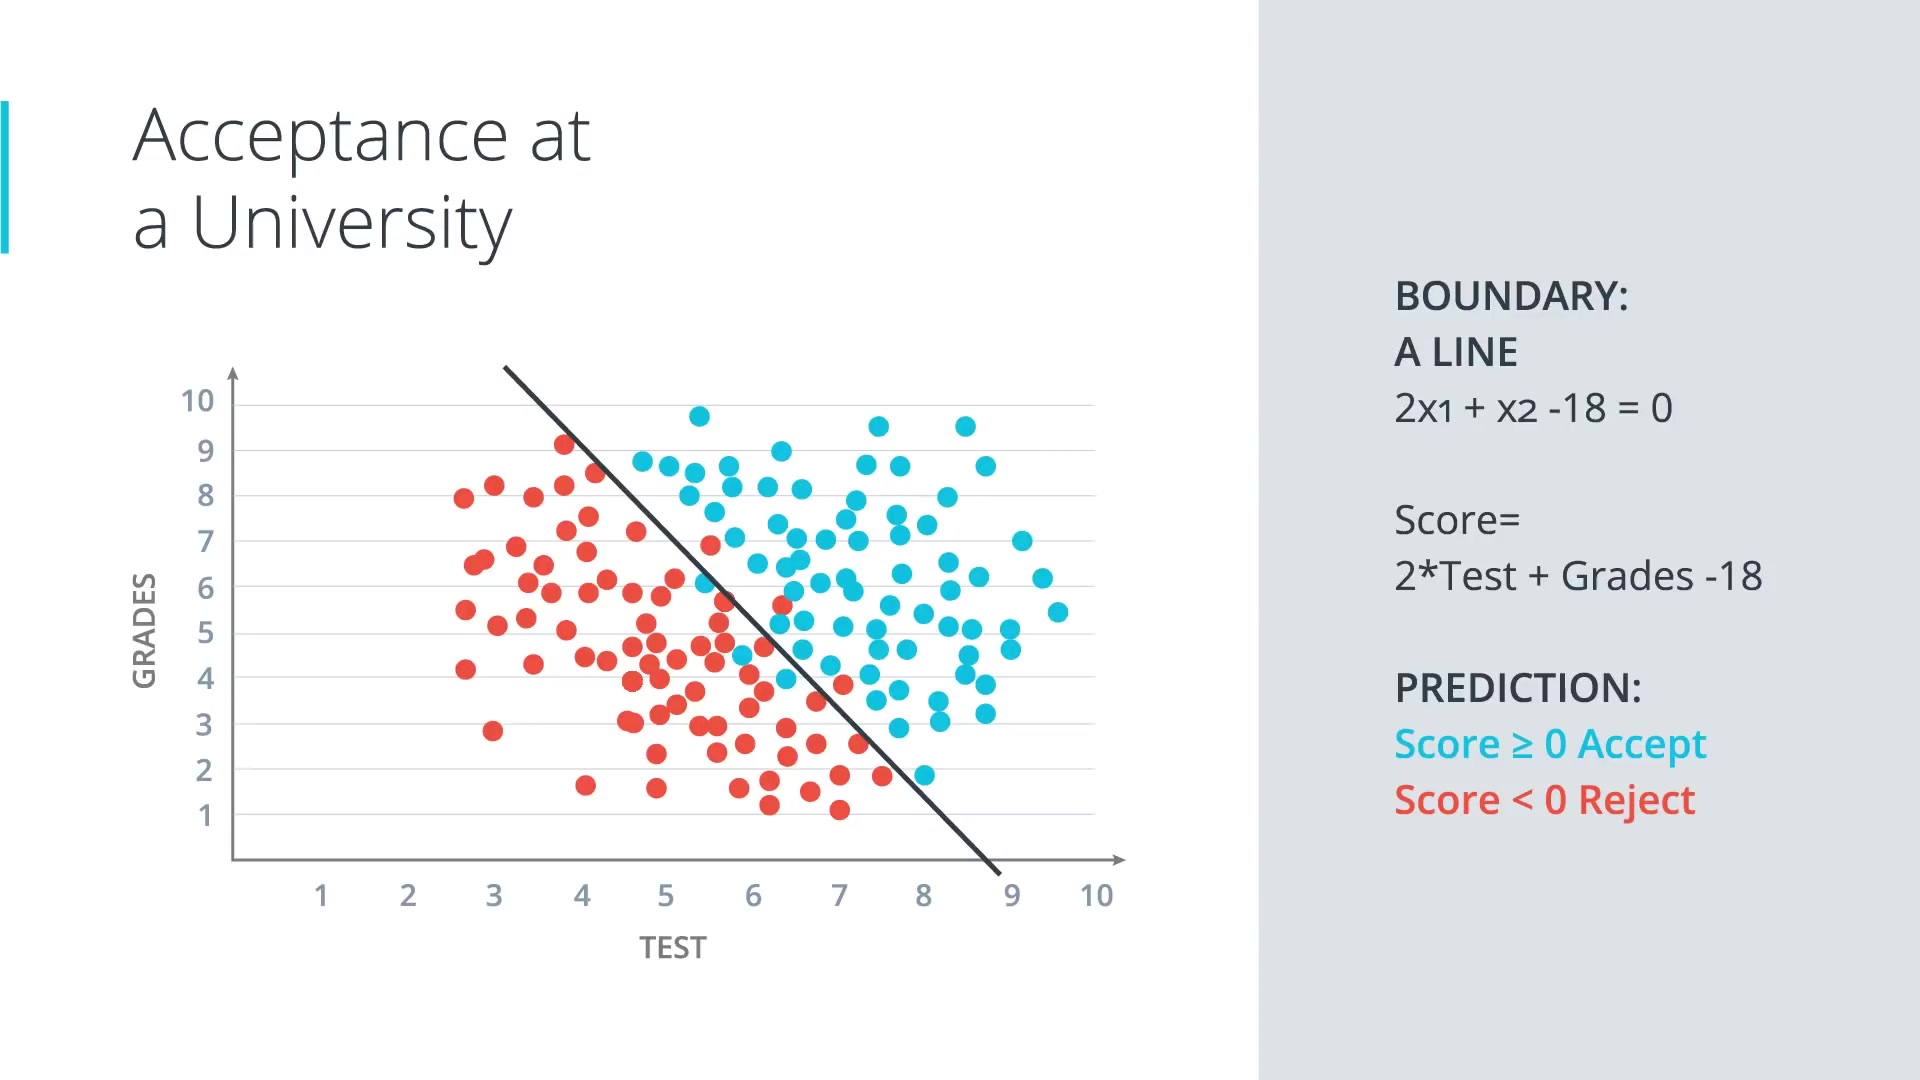 Acceptance at
a University
10
9
8
7
6
5
4
3
2
1
GRADES
1 2 3 4 5 6 7 8 9 10
TEST
BOUNDARY:
A LINE
2x1 + x2 -18 = 0
Score=
2*Test + Grades -18
PREDICTION:
Score ≥ 0 Accept
Score < 0 Reject